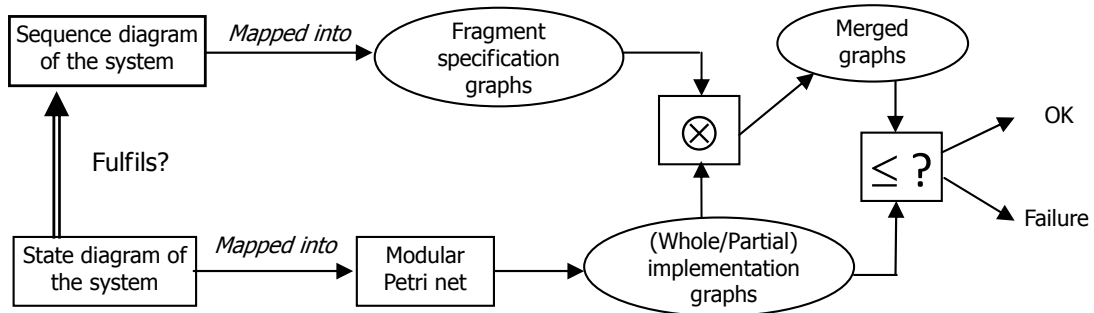 Sequence diagram
of the system
Mapped into
Fragment
specification
graphs
Merged
graphs
⊗
≤ ?
OK
Failure
Fulfils?
State diagram of
the system
Mapped into
Modular
Petri net
(Whole/Partial)
implementation
graphs